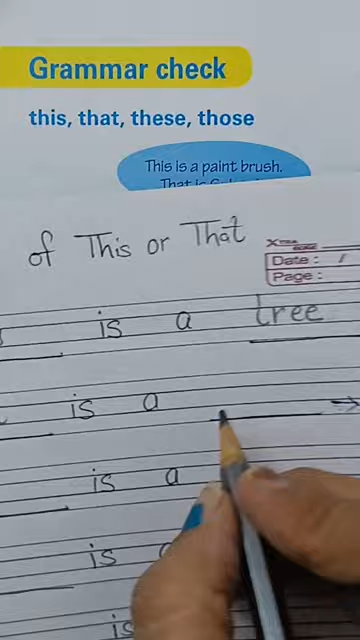 Grammar check
this, that, these, those
This is a paint brush.
of This or That
Date: /
Page:
is a tree
is a
is a
is
is